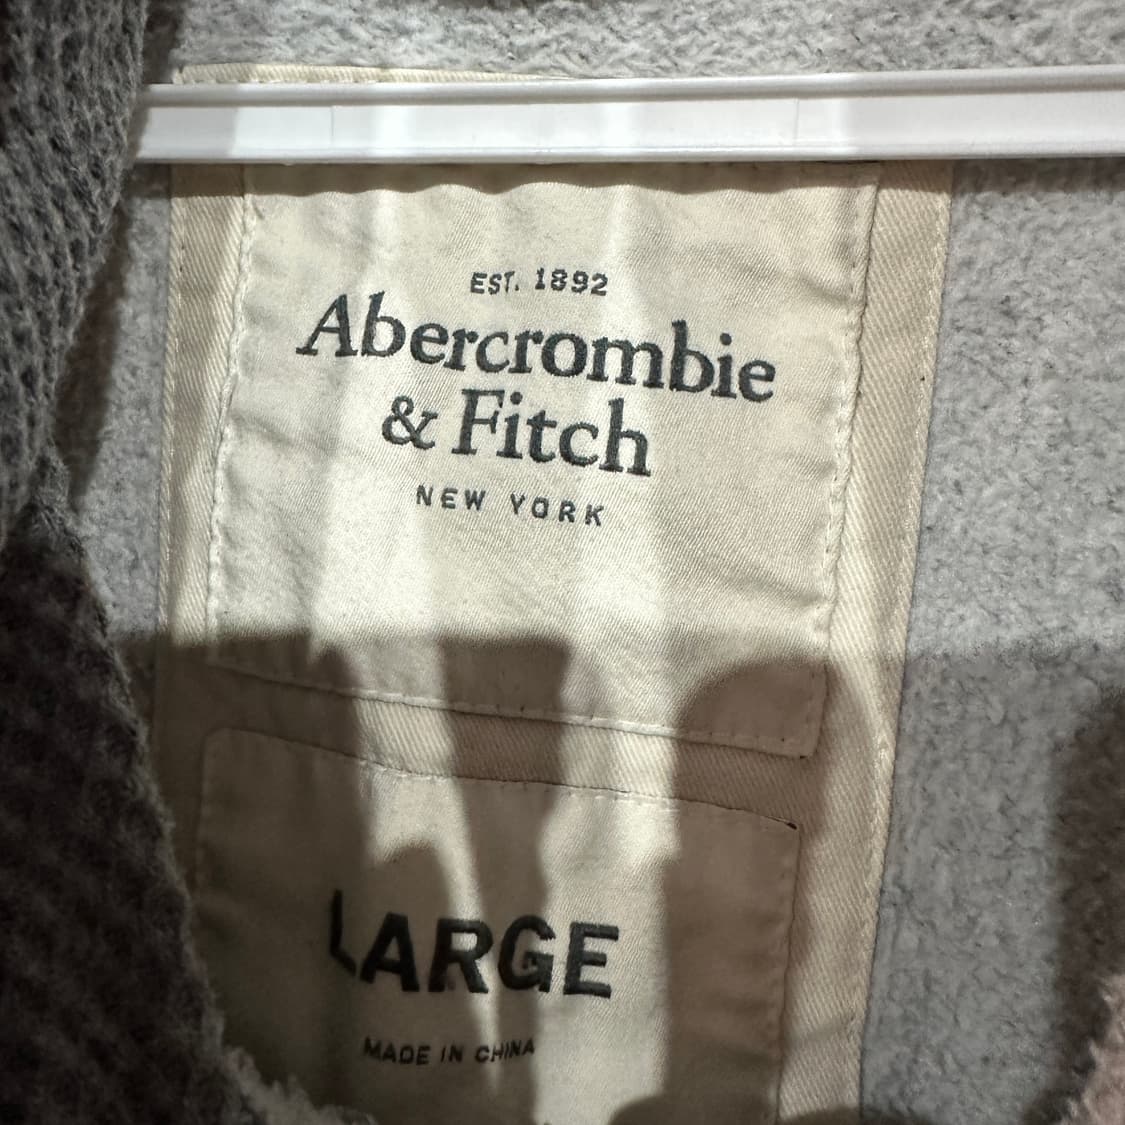 EST. 1892
Abercrombie
& Fitch
NEW YORK
LARGE
MADE IN CHINA